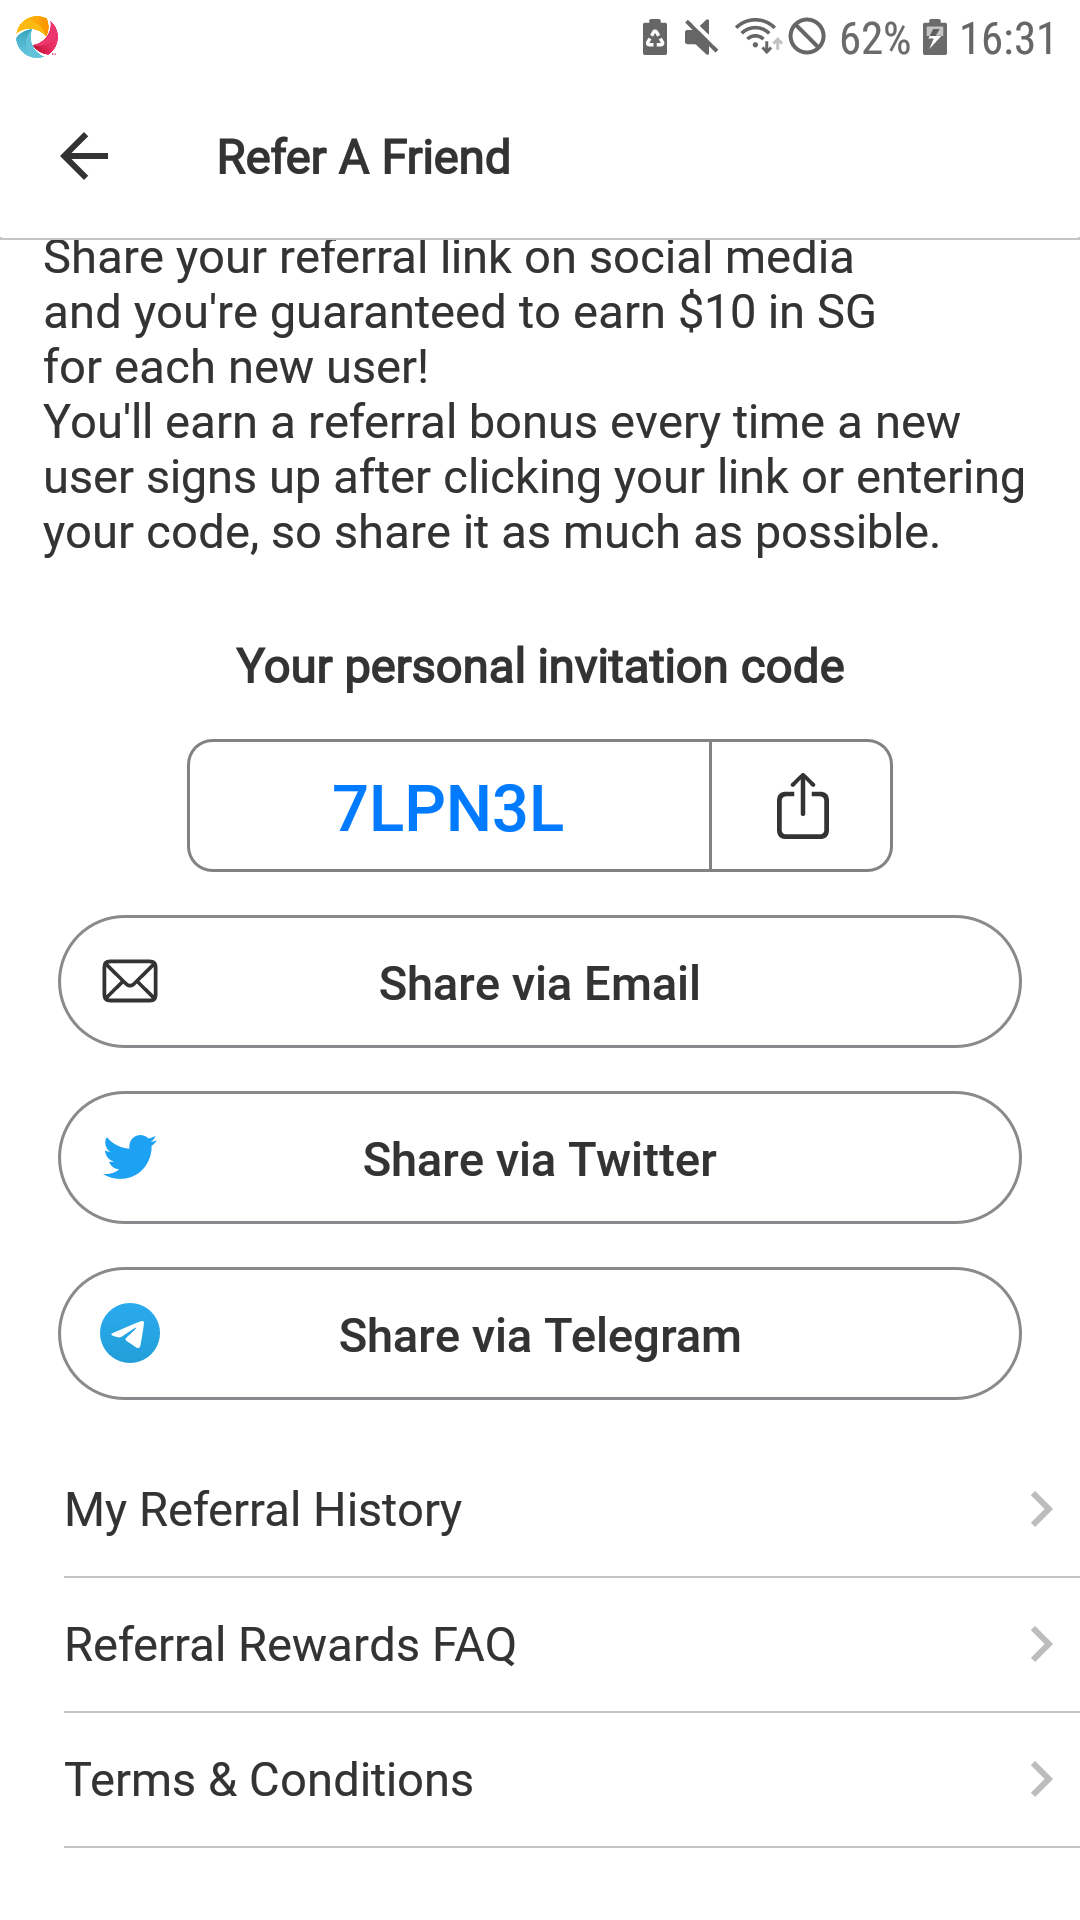 62% 16:31
Refer A Friend
Share your referral link on social media
and you're guaranteed to earn $10 in SG
for each new user!
You'll earn a referral bonus every time a new
user signs up after clicking your link or entering
your code, so share it as much as possible.
Your personal invitation code
7LPN3L
Share via Email
Share via Twitter
Share via Telegram
My Referral History
Referral Rewards FAQ
Terms & Conditions